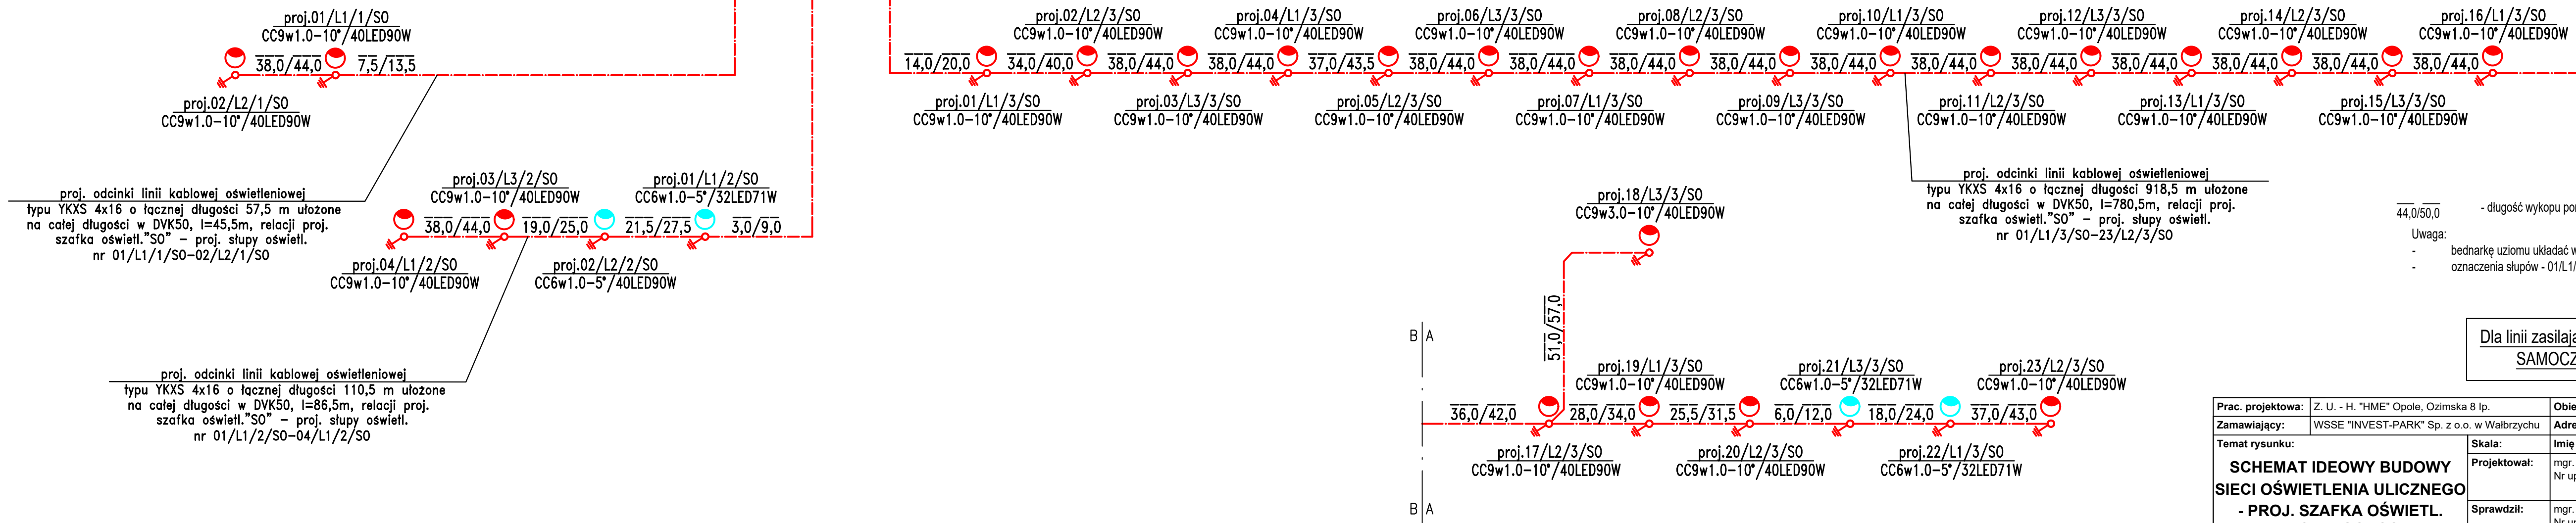 proj.01/L1/1/SO
CC9w1.0-10°/40LED90W
38,0/44,0 7,5/13,5
proj.02/L2/1/SO
CC9w1.0-10°/40LED90W
proj. odcinki linii kablowej oświetleniowej
typu YKXS 4x16 o łącznej długości 57,5 m ułożone
na całej długości w DVK50, l=45,5m, relacji proj.
szafka oświetl."SO" - proj. słupy oświetl.
nr 01/L1/1/SO-02/L2/1/SO
proj.03/L3/2/SO proj.01/L1/2/SO
CC9w1.0-10°/40LED90W CC6w1.0-5°/32LED71W
38,0/44,0 19,0/25,0 21,5/27,5 3,0/9,0
proj.04/L1/2/SO proj.02/L2/2/SO
CC9w1.0-10°/40LED90W CC6w1.0-5°/40LED90W
proj. odcinki linii kablowej oświetleniowej
typu YKXS 4x16 o łącznej długości 110,5 m ułożone
na całej długości w DVK50, l=86,5m, relacji proj.
szafka oświetl."SO" - proj. słupy oświetl.
nr 01/L1/2/SO-04/L1/2/SO
proj.02/L2/3/SO proj.04/L1/3/SO proj.06/L3/3/SO proj.08/L2/3/SO proj.10/L1/3/SO proj.12/L3/3/SO proj.14/L2/3/SO proj.16/L1/3/SO
CC9w1.0-10°/40LED90W CC9w1.0-10°/40LED90W CC9w1.0-10°/40LED90W CC9w1.0-10°/40LED90W CC9w1.0-10°/40LED90W CC9w1.0-10°/40LED90W CC9w1.0-10°/40LED90W CC9w1.0-10°/40LED90W
14,0/20,0 34,0/40,0 38,0/44,0 38,0/44,0 37,0/43,5 38,0/44,0 38,0/44,0 38,0/44,0 38,0/44,0 38,0/44,0 38,0/44,0 38,0/44,0 38,0/44,0 38,0/44,0 38,0/44,0 38,0/44,0
proj.01/L1/3/SO proj.03/L3/3/SO proj.05/L2/3/SO proj.07/L1/3/SO proj.09/L3/3/SO proj.11/L2/3/SO proj.13/L1/3/SO proj.15/L3/3/SO
CC9w1.0-10°/40LED90W CC9w1.0-10°/40LED90W CC9w1.0-10°/40LED90W CC9w1.0-10°/40LED90W CC9w1.0-10°/40LED90W CC9w1.0-10°/40LED90W CC9w1.0-10°/40LED90W CC9w1.0-10°/40LED90W
proj. odcinki linii kablowej oświetleniowej
typu YKXS 4x16 o łącznej długości 918,5 m ułożone
na całej długości w DVK50, l=780,5m, relacji proj.
szafka oświetl."SO" - proj. słupy oświetl.
nr 01/L1/3/SO-23/L2/3/SO
proj.18/L3/3/SO
CC9w3.0-10°/40LED90W
51,0/57,0
B A
proj.19/L1/3/SO proj.21/L3/3/SO proj.23/L2/3/SO
CC9w1.0-10°/40LED90W CC6w1.0-5°/32LED71W CC9w1.0-10°/40LED90W
36,0/42,0 28,0/34,0 25,5/31,5 6,0/12,0 18,0/24,0 37,0/43,0
proj.17/L2/3/SO proj.20/L2/3/SO proj.22/L1/3/SO
CC9w1.0-10°/40LED90W CC9w1.0-10°/40LED90W CC6w1.0-5°/32LED71W
B A
44,0/50,0 - długość wykopu po
Uwaga:
- bednarkę uziomu układać w
- oznaczenia słupów - 01/L1/
Dla linii zasilają
SAMOCZ
Prac. projektowa: Z. U. - H. "HME" Opole, Ozimska 8 Ip. Obie
Zamawiający: WSSE "INVEST-PARK" Sp. z o.o. w Wałbrzychu Adre
Temat rysunku: Skala: Imię
SCHEMAT IDEOWY BUDOWY
SIECI OŚWIETLENIA ULICZNEGO
- PROJ. SZAFKA OŚWIETL.
Projektował: mgr.
Nr up
Sprawdził: mgr.